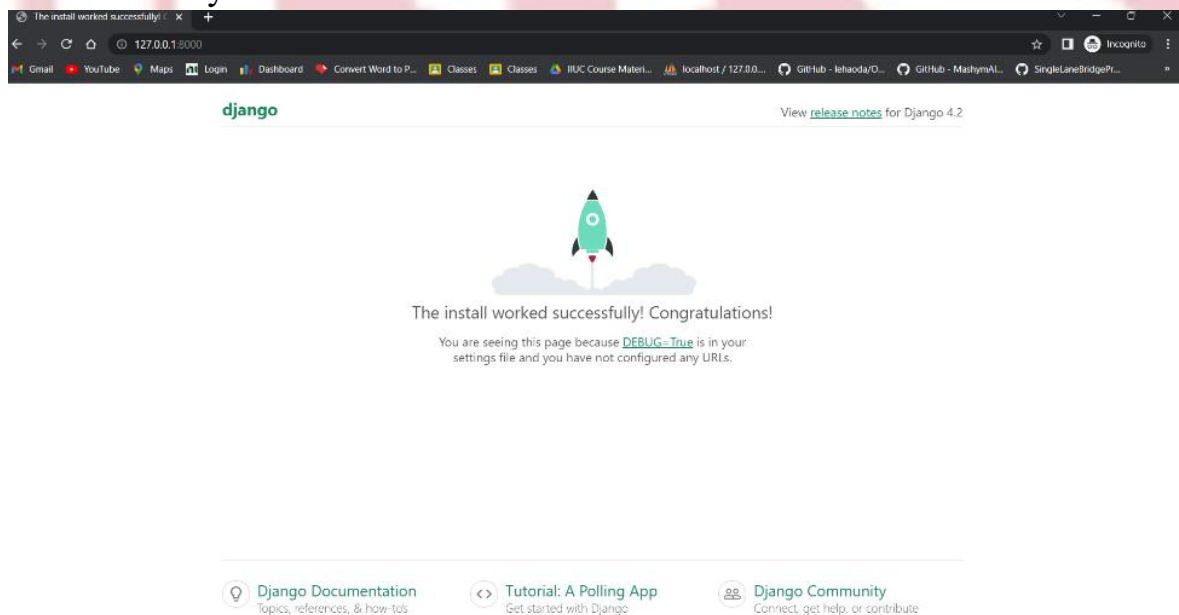 The install worked successfully! C
127.0.0.1:8000
Incognito
Gmail YouTube Maps Login Dashboard Convert Word to P... Classes Classes IIUC Course Materi... localhost / 127.0.0.... GitHub - lehaoda/O... GitHub - MashymAl... SingleLaneBridgePr...
django
View release notes for Django 4.2
The install worked successfully! Congratulations!
You are seeing this page because DEBUG=True is in your
settings file and you have not configured any URLs.
Django Documentation
Topics, references, & how-to's
Tutorial: A Polling App
Get started with Django
Django Community
Connect, get help, or contribute